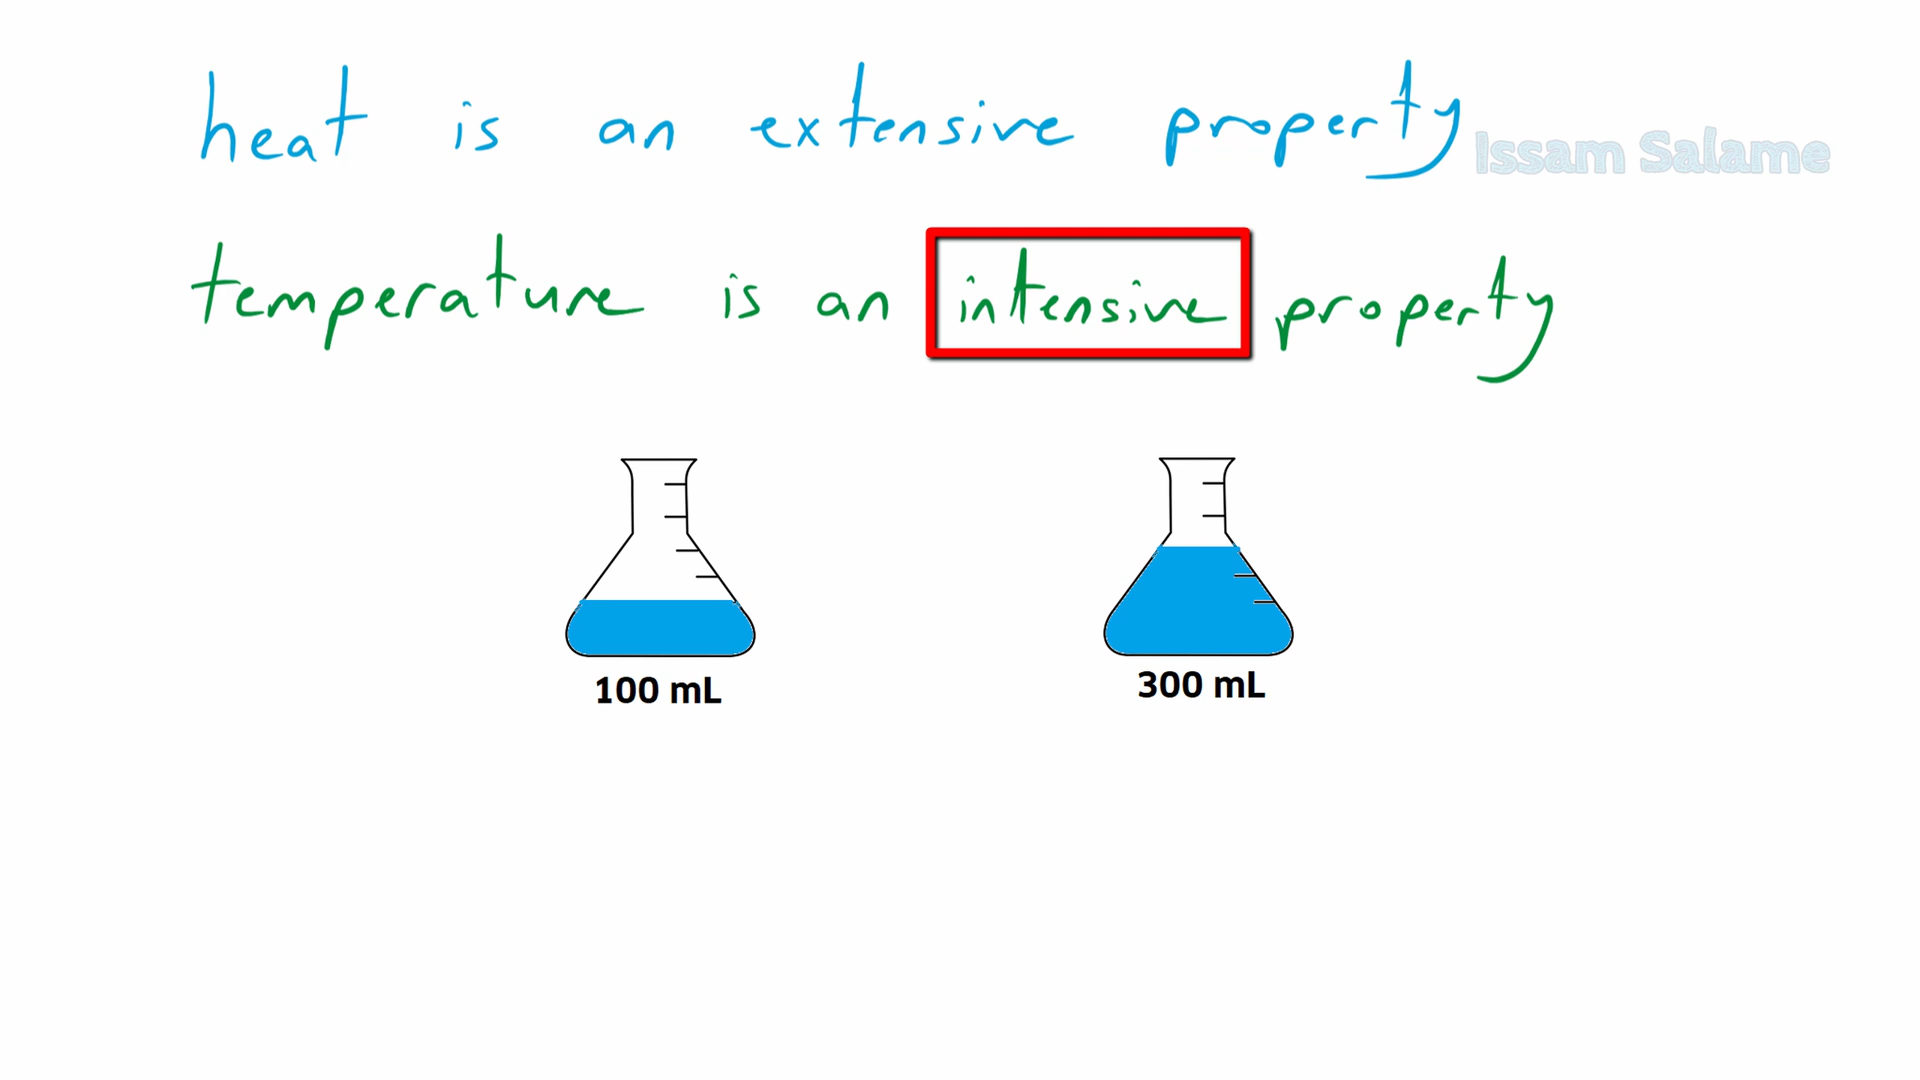 heat is an extensive property
Issam Salame
temperature is an intensive property
100 mL
300 mL